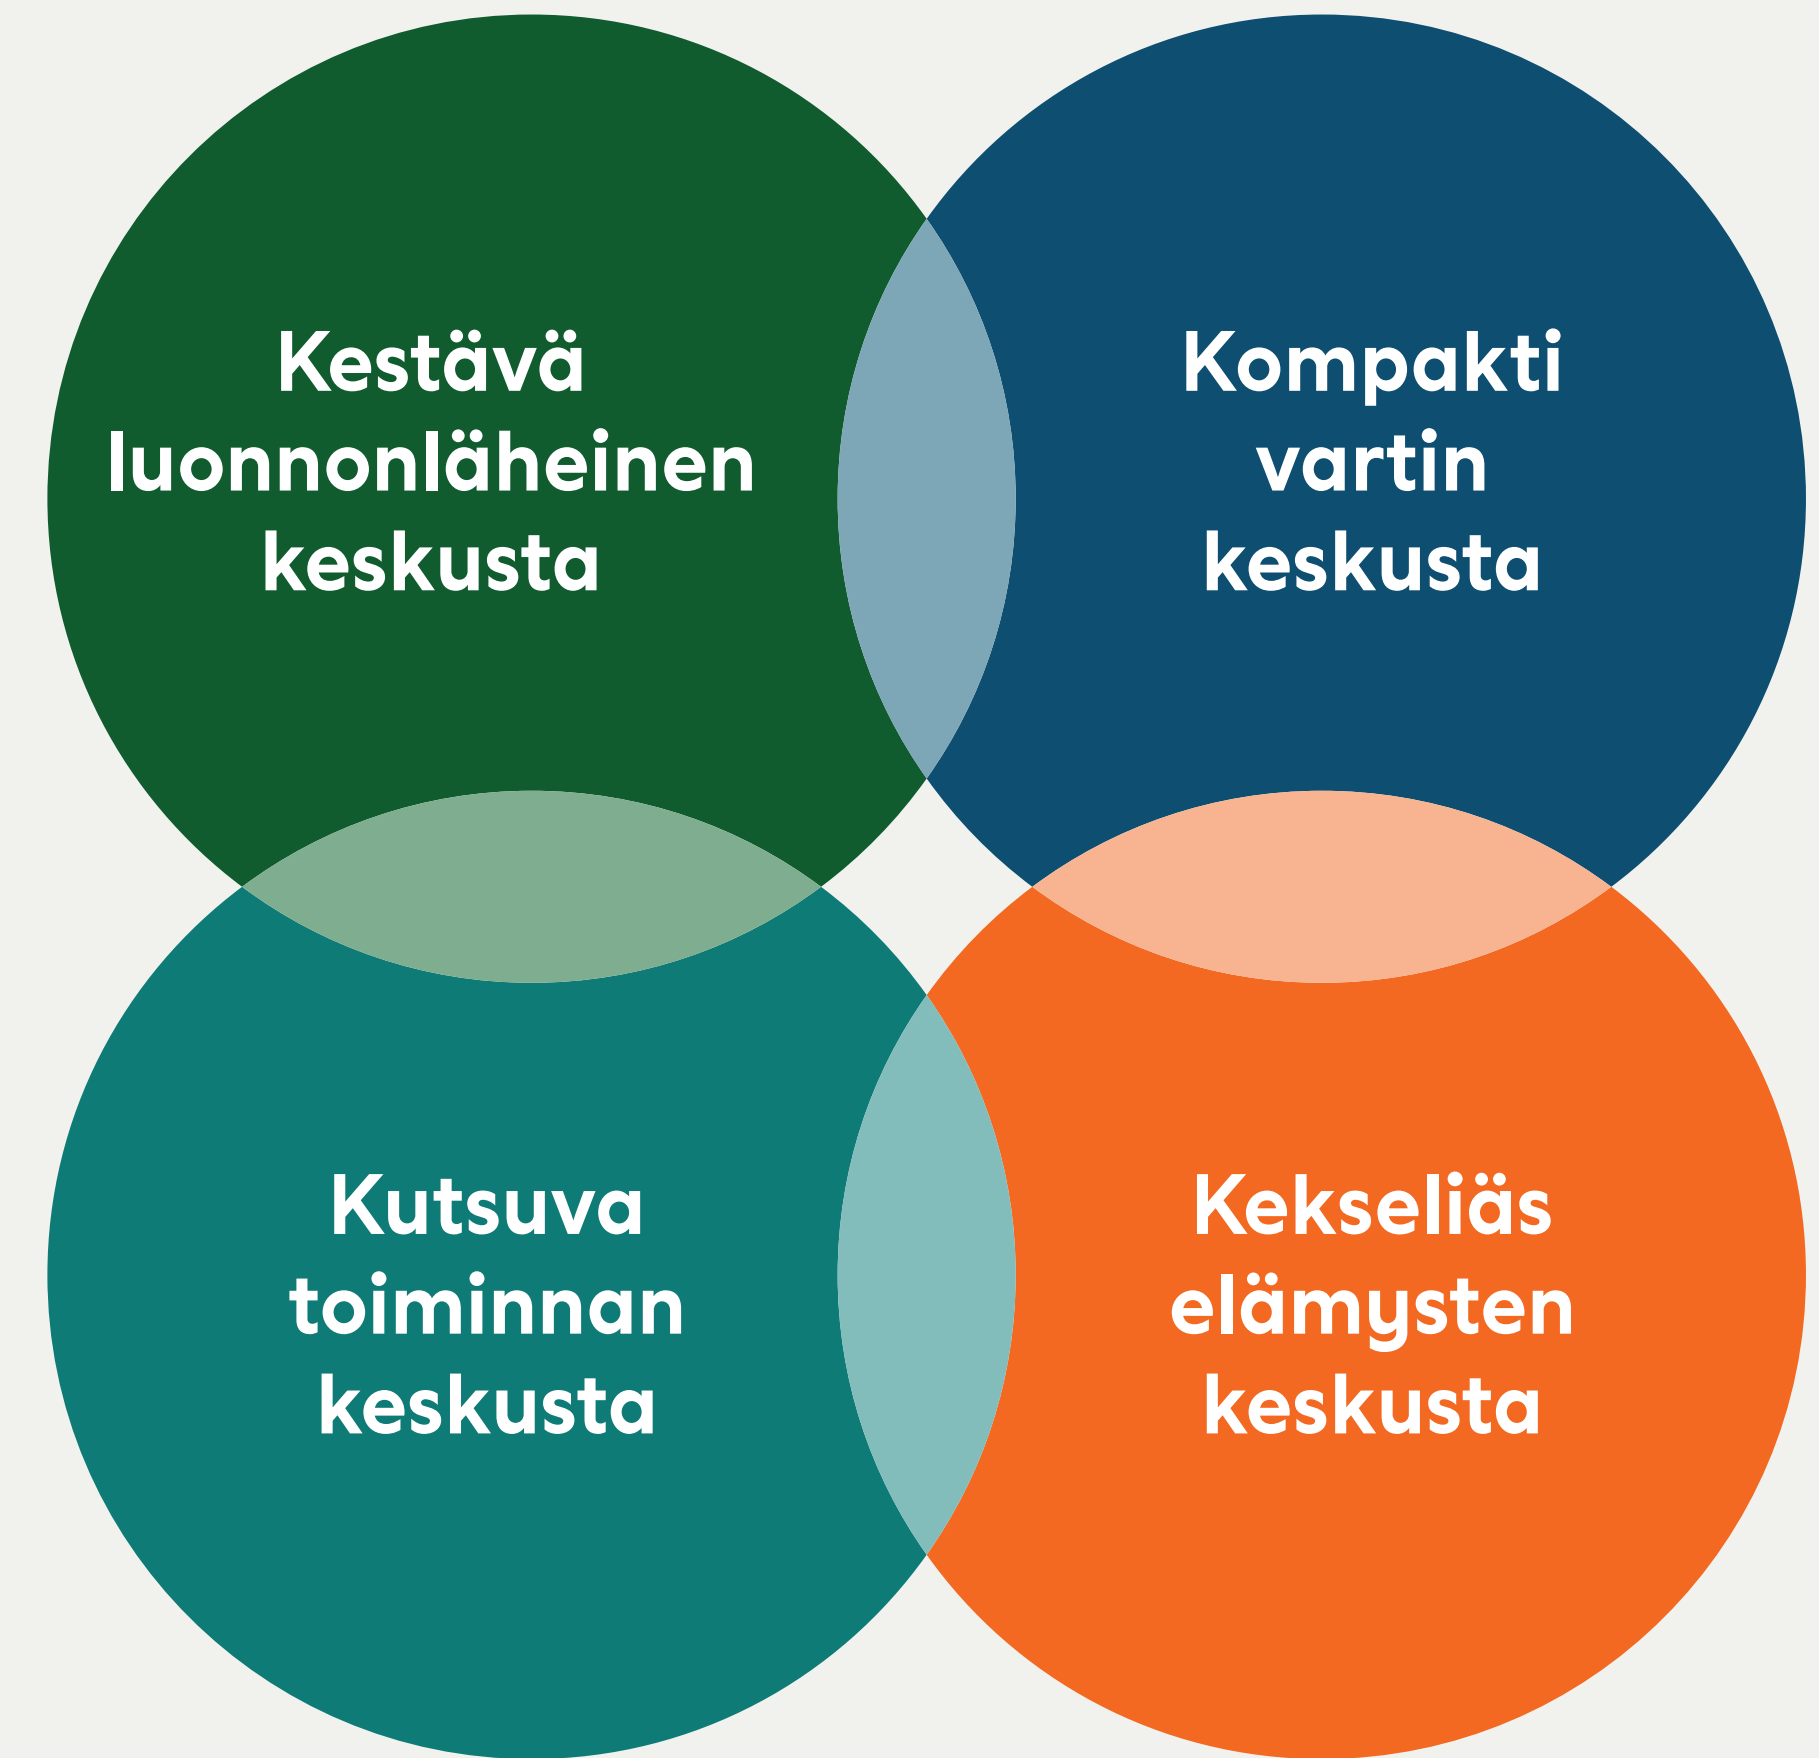 Kestävä
luonnonläheinen
keskusta
Kompakti
vartin
keskusta
Kutsuva
toiminnan
keskusta
Kekseliäs
elämysten
keskusta